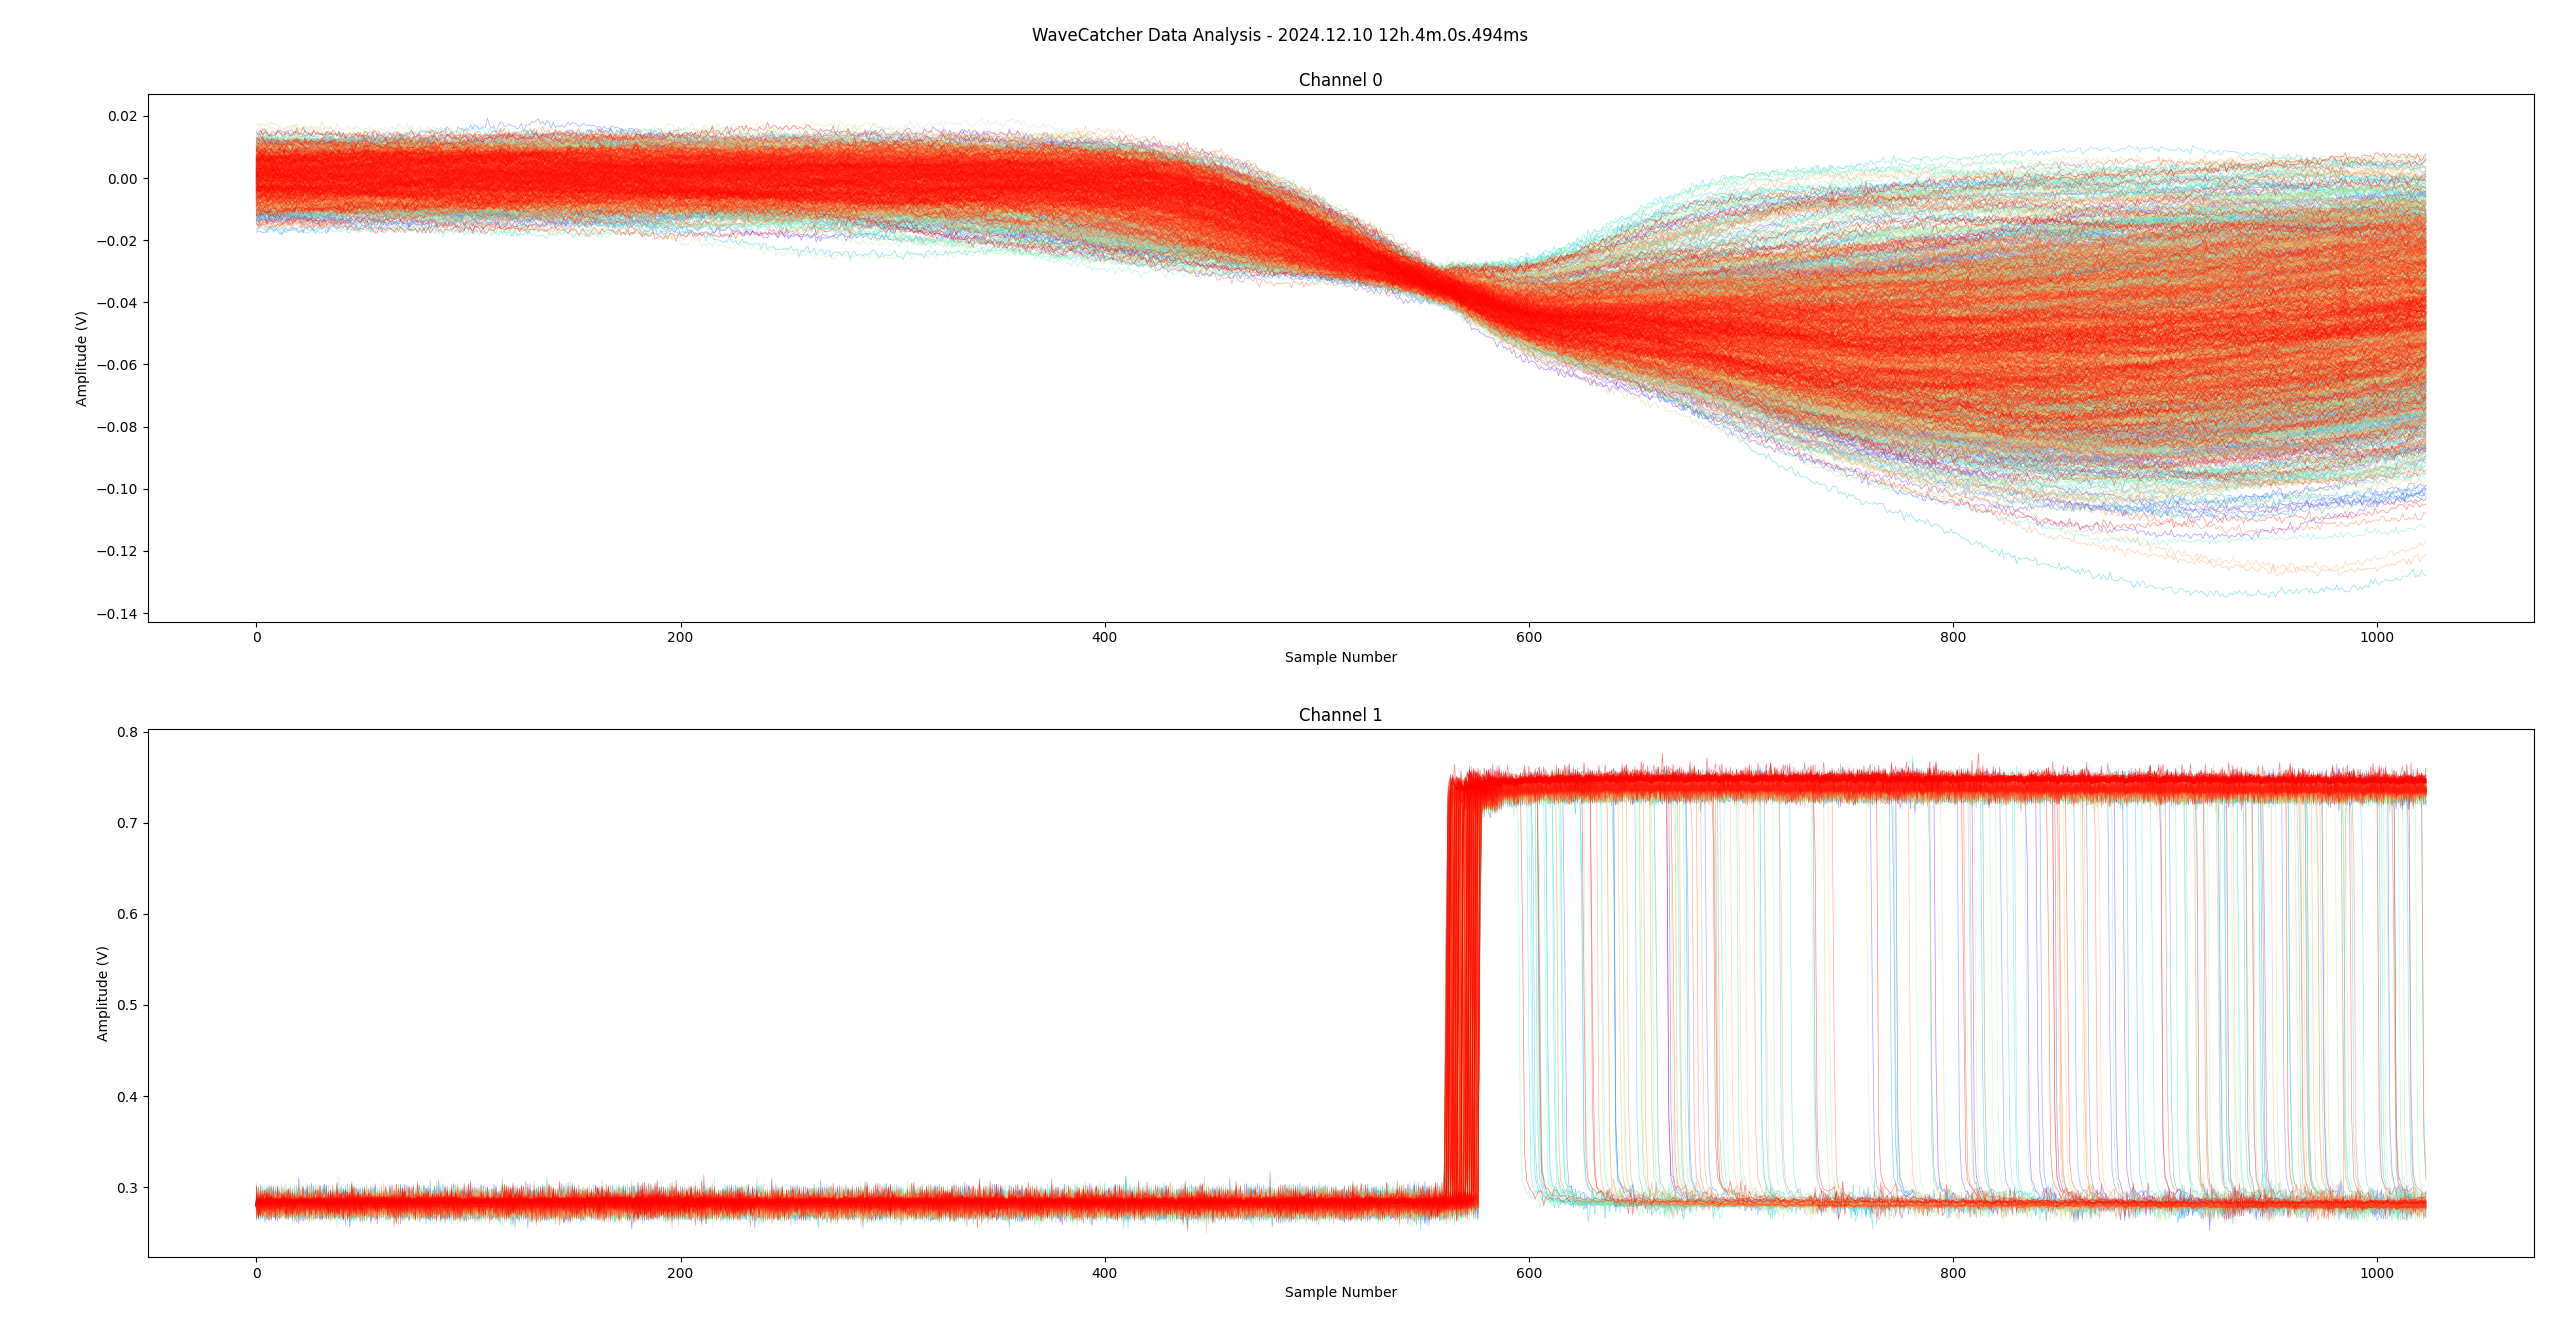 WaveCatcher Data Analysis - 2024.12.10 12h.4m.0s.494ms
Channel 0
Amplitude (V)
0.02
0.00
−0.02
−0.04
−0.06
−0.08
−0.10
−0.12
−0.14
0 200 400 600 800 1000
Sample Number
Channel 1
Amplitude (V)
0.8
0.7
0.6
0.5
0.4
0.3
0 200 400 600 800 1000
Sample Number